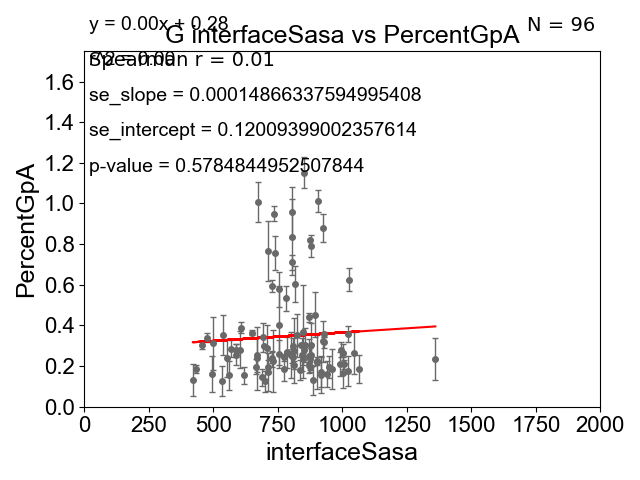 y = 0.00x + 0.28
N = 96
G interfaceSasa vs PercentGpA
Spearman r = 0.01
se_slope = 0.00014866337594995408
se_intercept = 0.12009399002357614
p-value = 0.5784844952507844
PercentGpA
1.6
1.4
1.2
1.0
0.8
0.6
0.4
0.2
0.0
0 250 500 750 1000 1250 1500 1750 2000
interfaceSasa